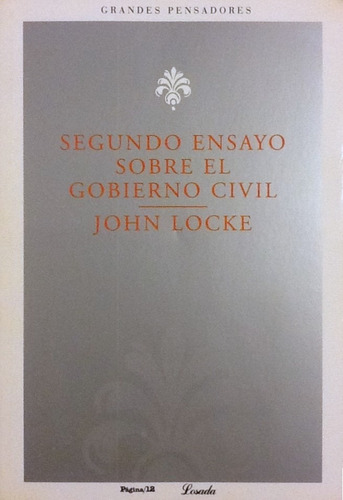 GRANDES PENSADORES
SEGUNDO ENSAYO
SOBRE EL
GOBIERNO CIVIL
JOHN LOCKE
Página/12 Losada